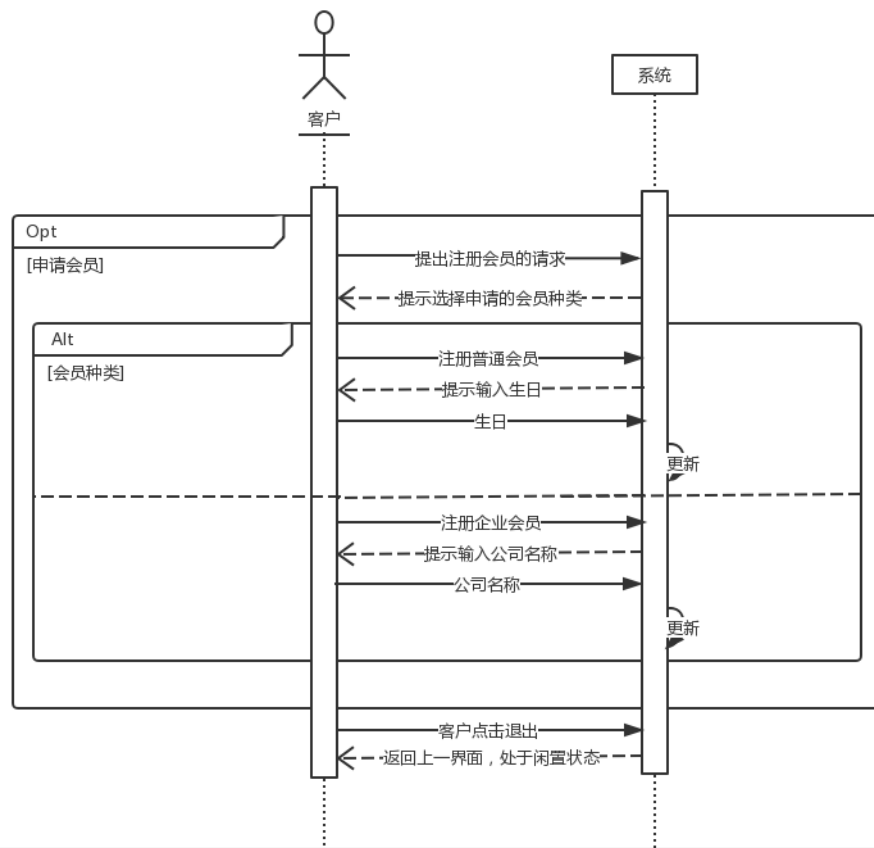 客户
系统
Opt
[申请会员]
提出注册会员的请求
提示选择申请的会员种类
Alt
[会员种类]
注册普通会员
提示输入生日
生日
更新
注册企业会员
提示输入公司名称
公司名称
更新
客户点击退出
返回上一界面，处于闲置状态